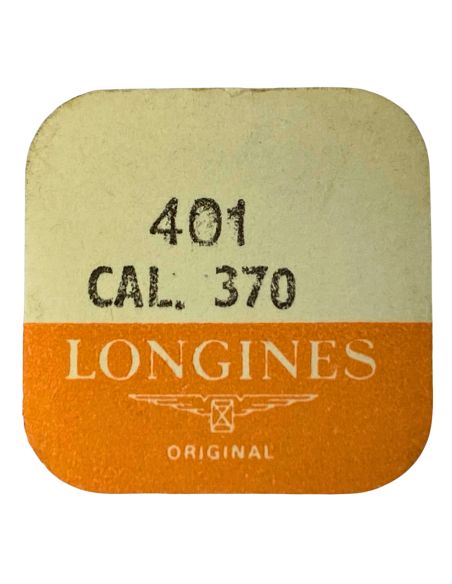 401
CAL. 370
LONGINES
ORIGINAL